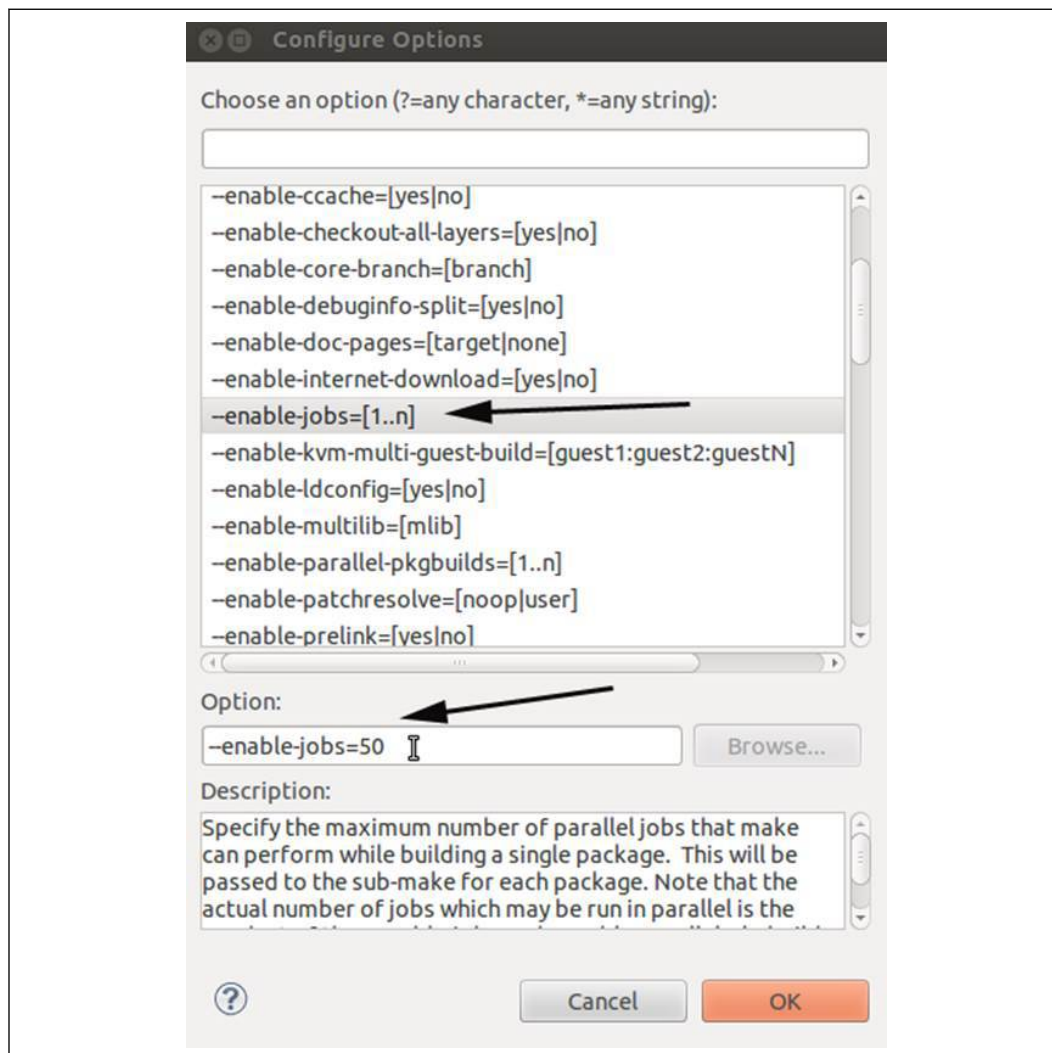 Configure Options
Choose an option (?=any character, *=any string):
--enable-ccache=[yes|no]
--enable-checkout-all-layers=[yes|no]
--enable-core-branch=[branch]
--enable-debuginfo-split=[yes|no]
--enable-doc-pages=[target|none]
--enable-internet-download=[yes|no]
--enable-jobs=[1..n]
--enable-kvm-multi-guest-build=[guest1:guest2:guestN]
--enable-ldconfig=[yes|no]
--enable-multilib=[mlib]
--enable-parallel-pkgbuilds=[1..n]
--enable-patchresolve=[noop|user]
--enable-prelink=[yes|no]
Option:
--enable-jobs=50
Browse...
Description:
Specify the maximum number of parallel jobs that make
can perform while building a single package.  This will be
passed to the sub-make for each package. Note that the
actual number of jobs which may be run in parallel is the
?
Cancel
OK